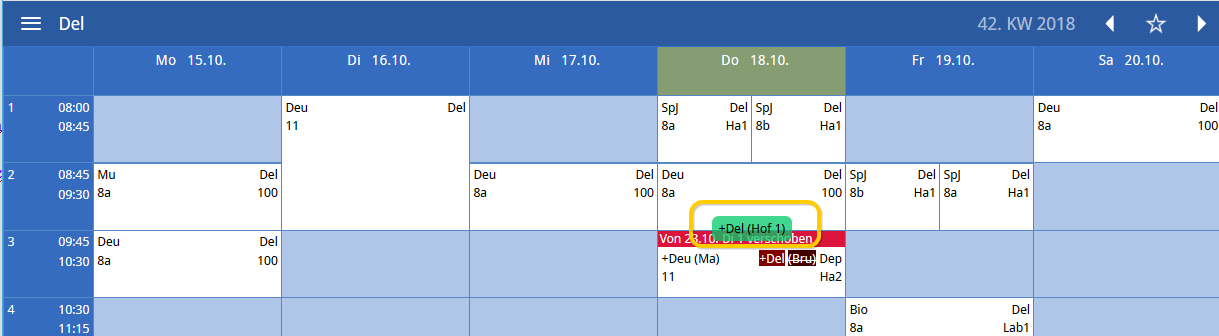 Del 42. KW 2018
Mo 15.10. Di 16.10. Mi 17.10. Do 18.10. Fr 19.10. Sa 20.10.
1 08:00 Deu Del SpJ Del SpJ Del Deu Del
08:45 11 8a Ha1 8b Ha1 8a 100
2 08:45 Mu Del Deu Del Deu Del SpJ Del SpJ Del
09:30 8a 100 8a 100 8a 100 8b Ha1 8a Ha1
+Del (Hof 1)
3 09:45 Deu Del Von 23.10. Di 1 verschoben
10:30 8a 100 +Deu (Ma) +Del (Bru) Dep
11 Ha2
4 10:30 Bio Del
11:15 8a Lab1